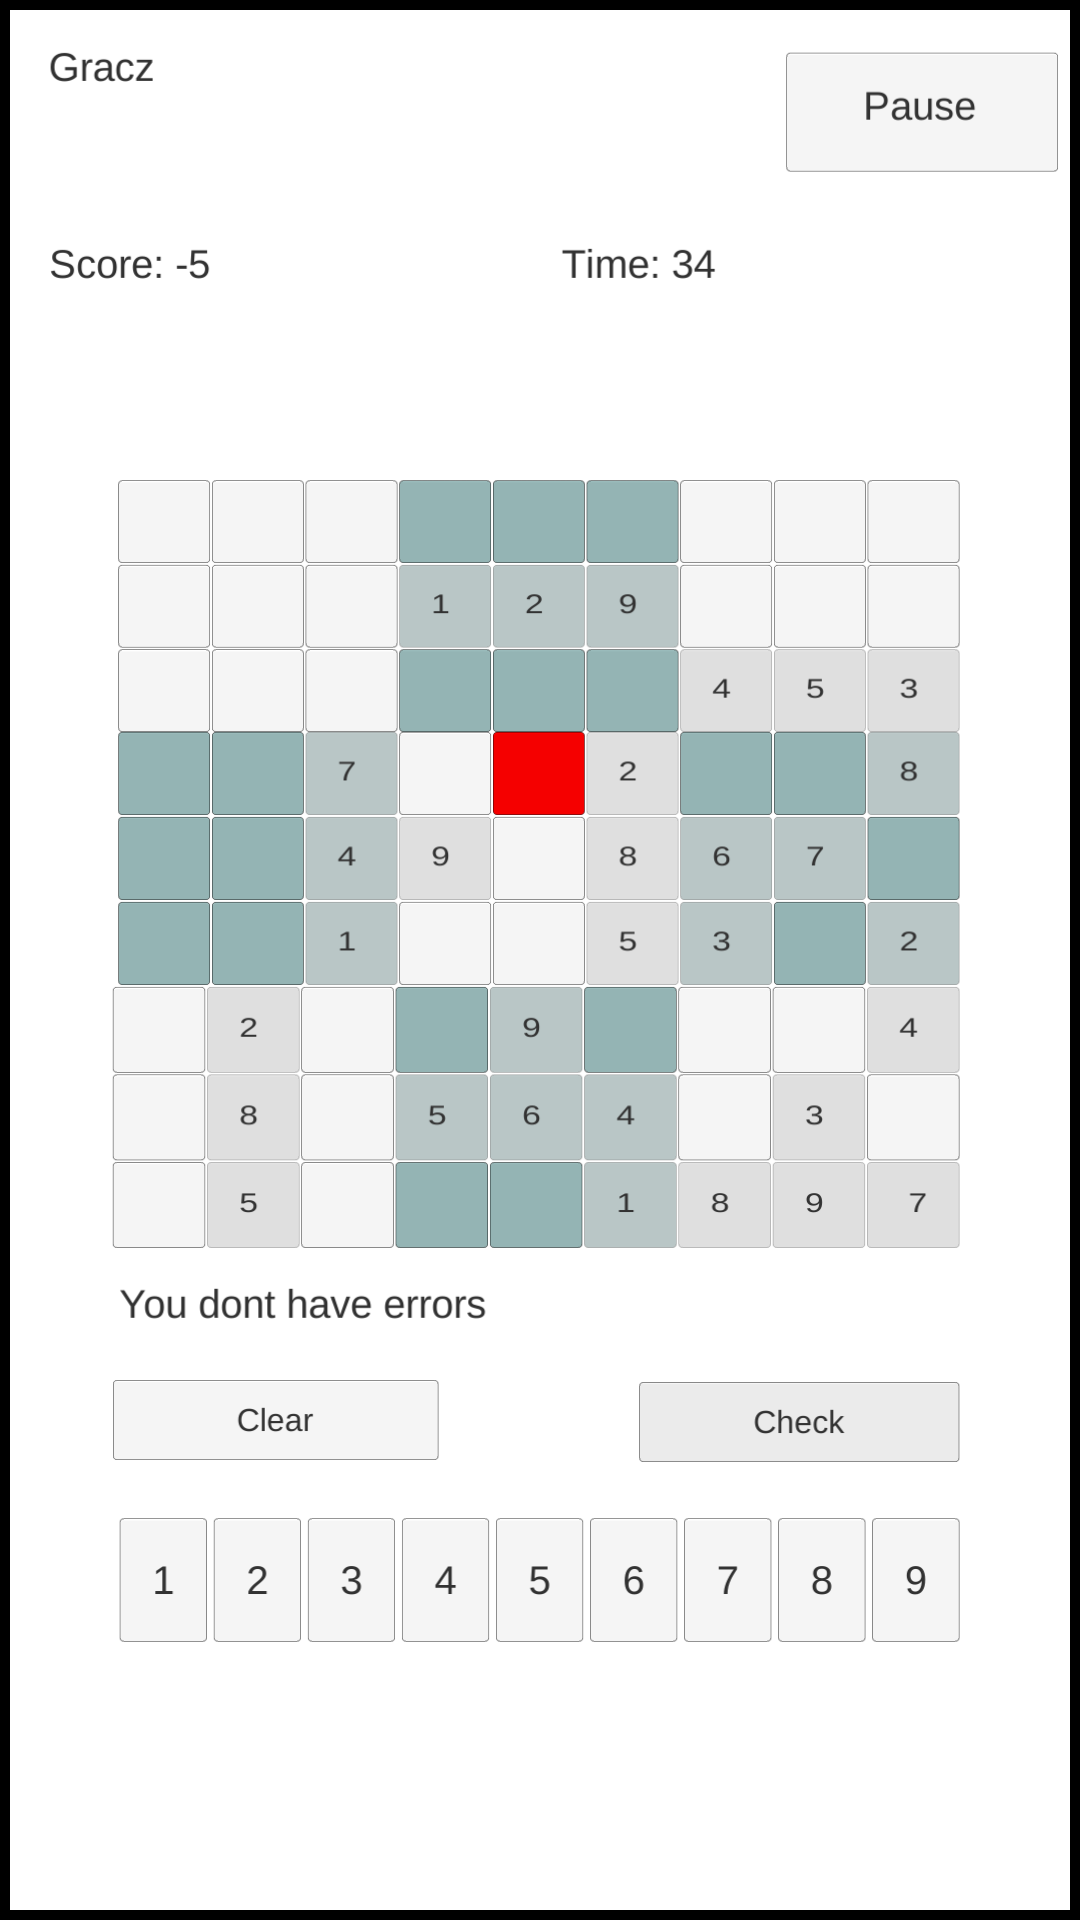 Gracz
Pause
Score: -5 Time: 34
1 2 9
4 5 3
7 2 8
4 9 8 6 7
1 5 3 2
2 9 4
8 5 6 4 3
5 1 8 9 7
You dont have errors
Clear Check
1 2 3 4 5 6 7 8 9